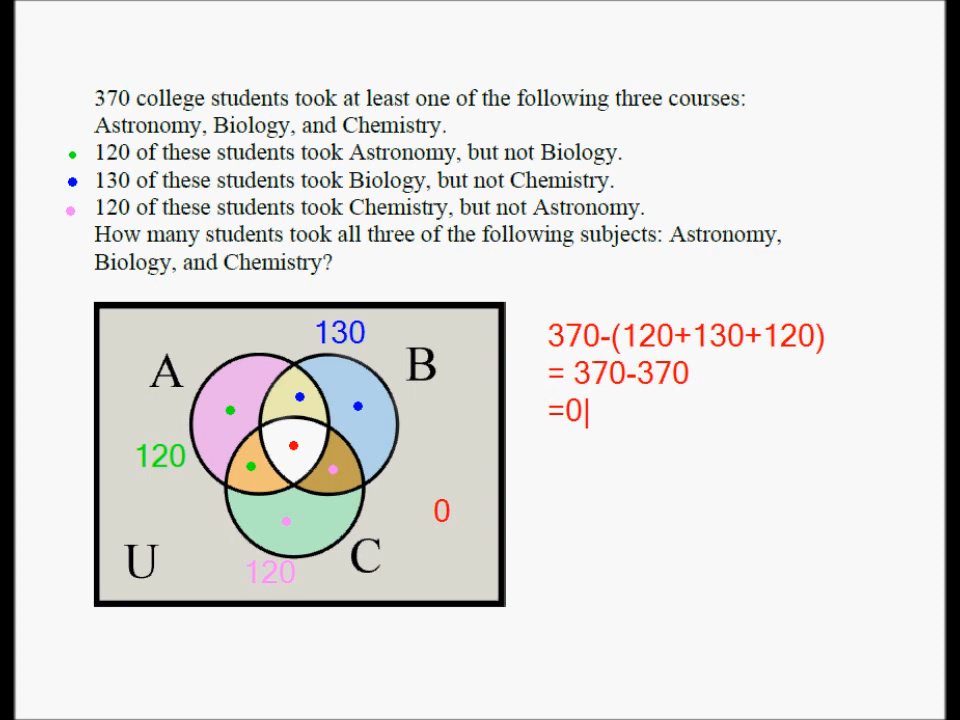 370 college students took at least one of the following three courses:
Astronomy, Biology, and Chemistry.
120 of these students took Astronomy, but not Biology.
130 of these students took Biology, but not Chemistry.
120 of these students took Chemistry, but not Astronomy.
How many students took all three of the following subjects: Astronomy,
Biology, and Chemistry?
130
A
B
120
0
U
C
120
370-(120+130+120)
= 370-370
=0